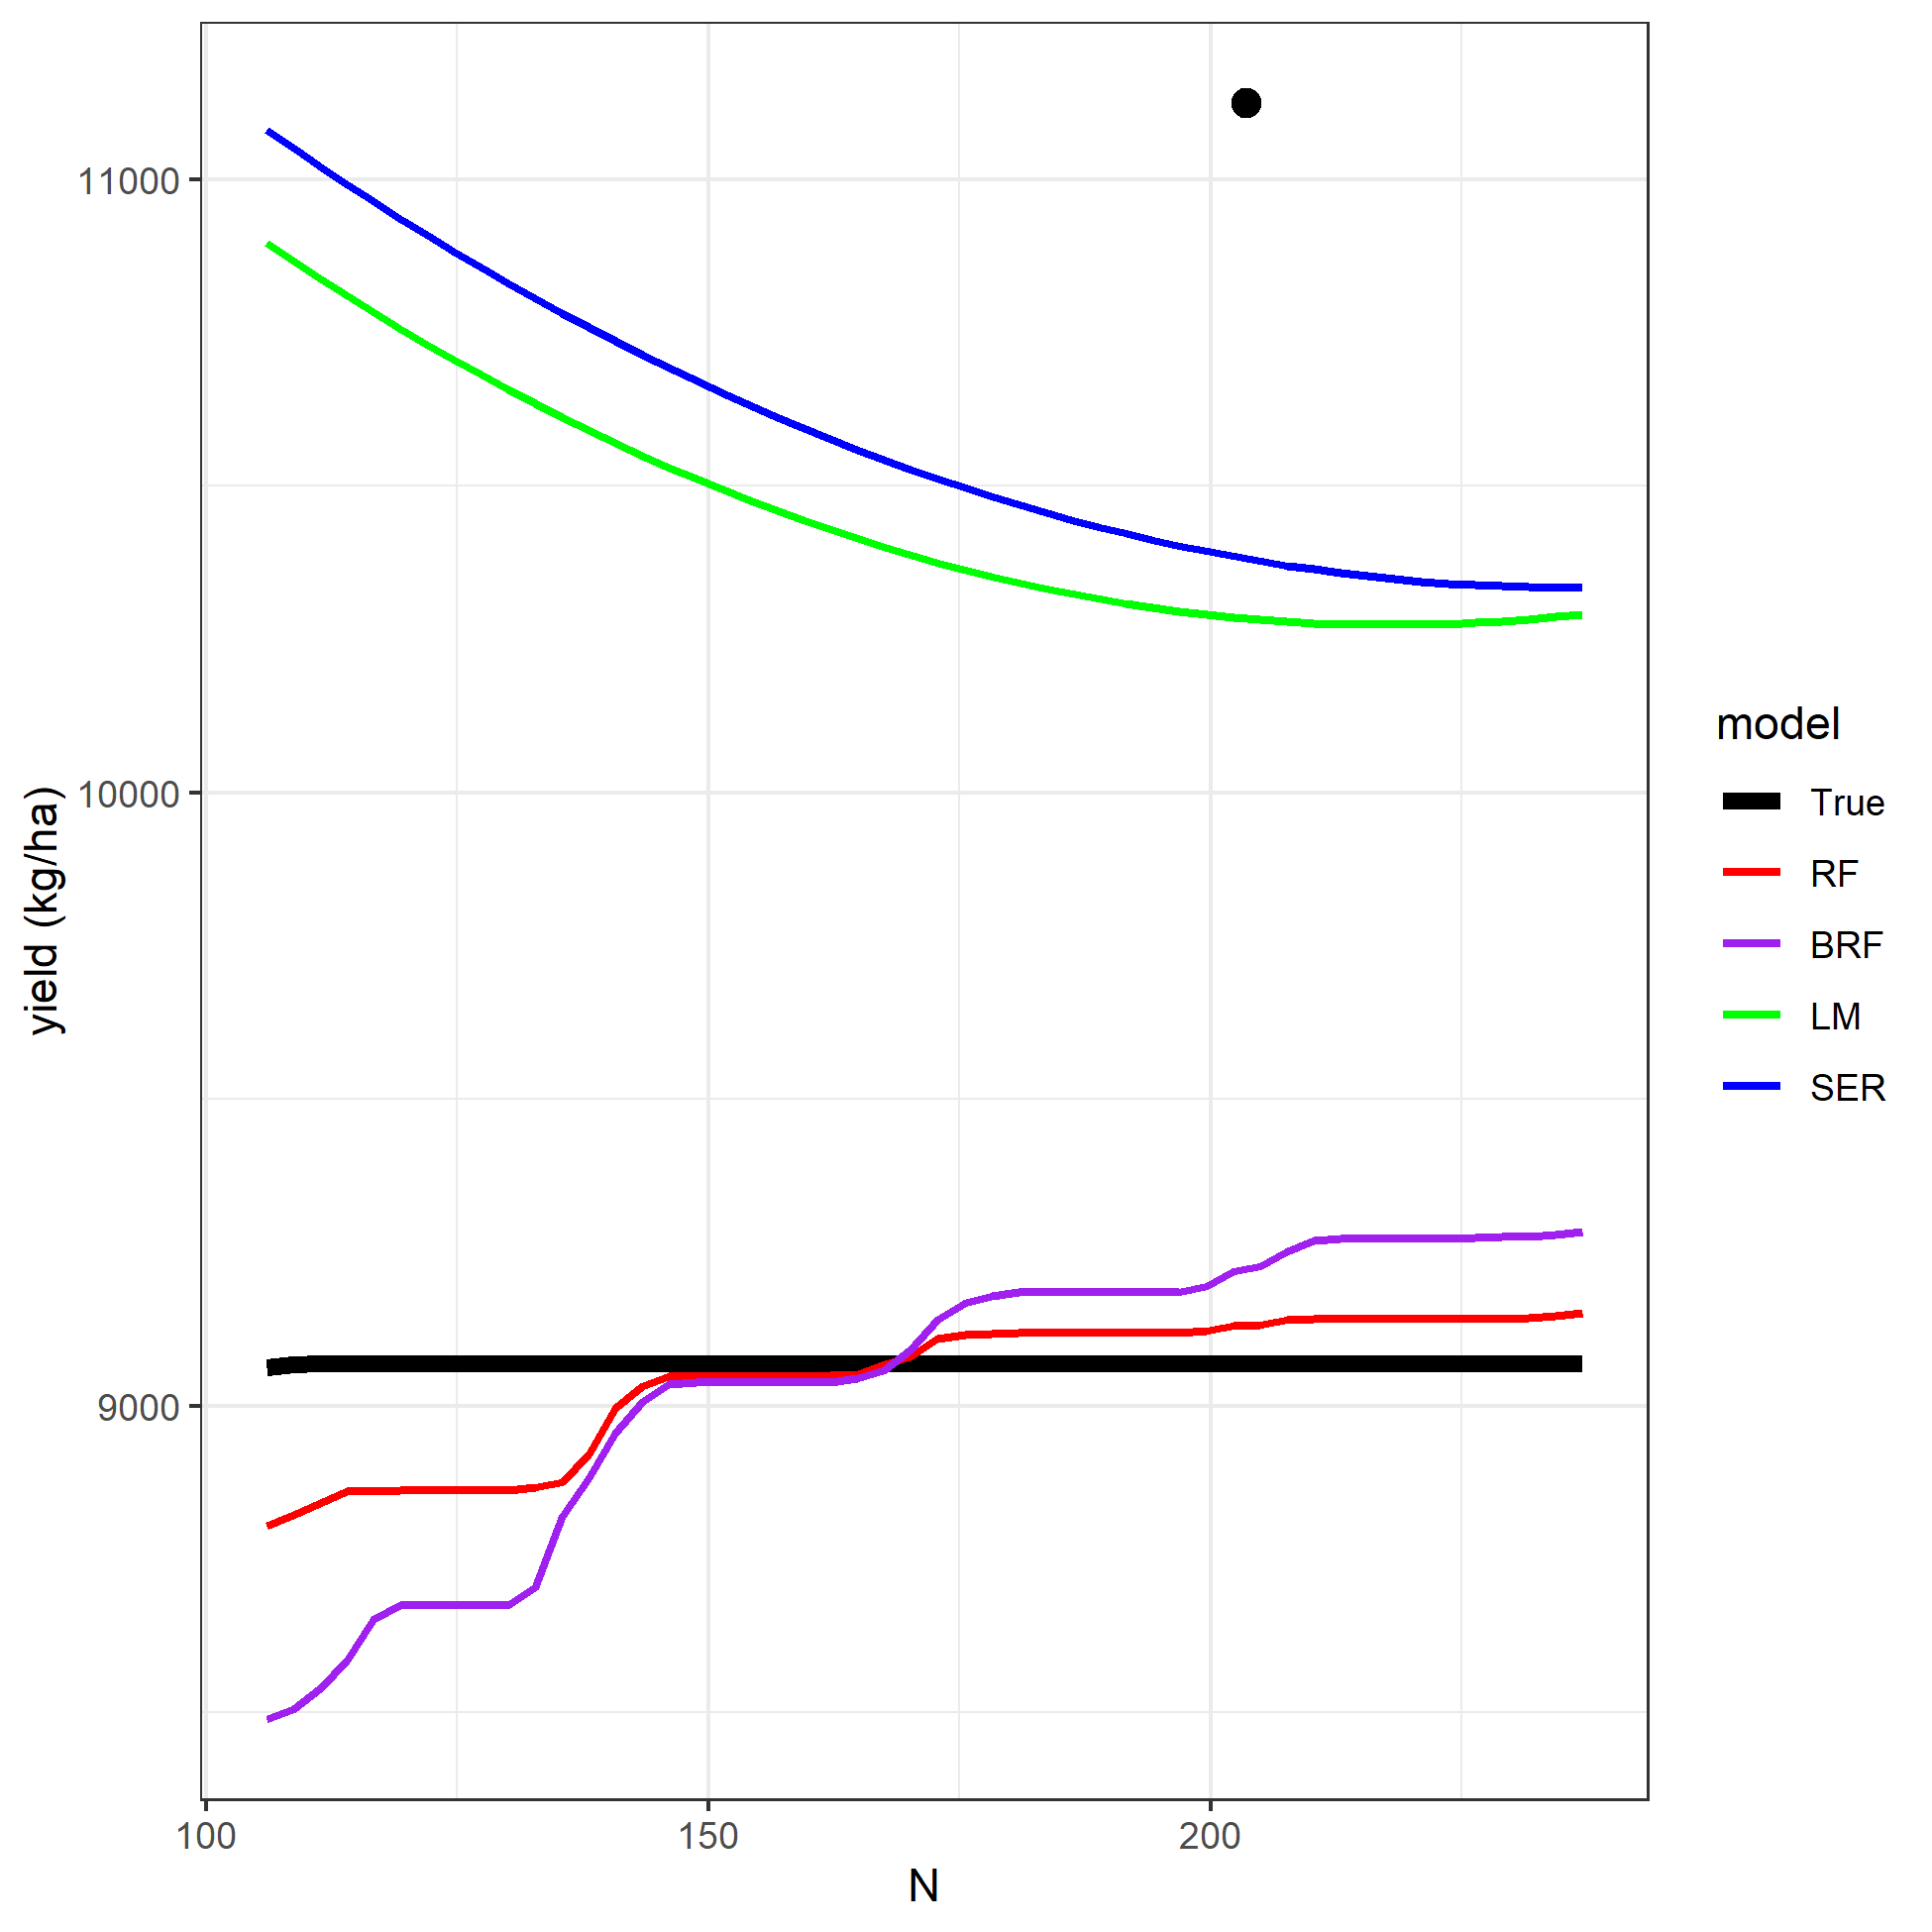 11000
10000
9000
yield (kg/ha)
100
150
200
N
model
True
RF
BRF
LM
SER